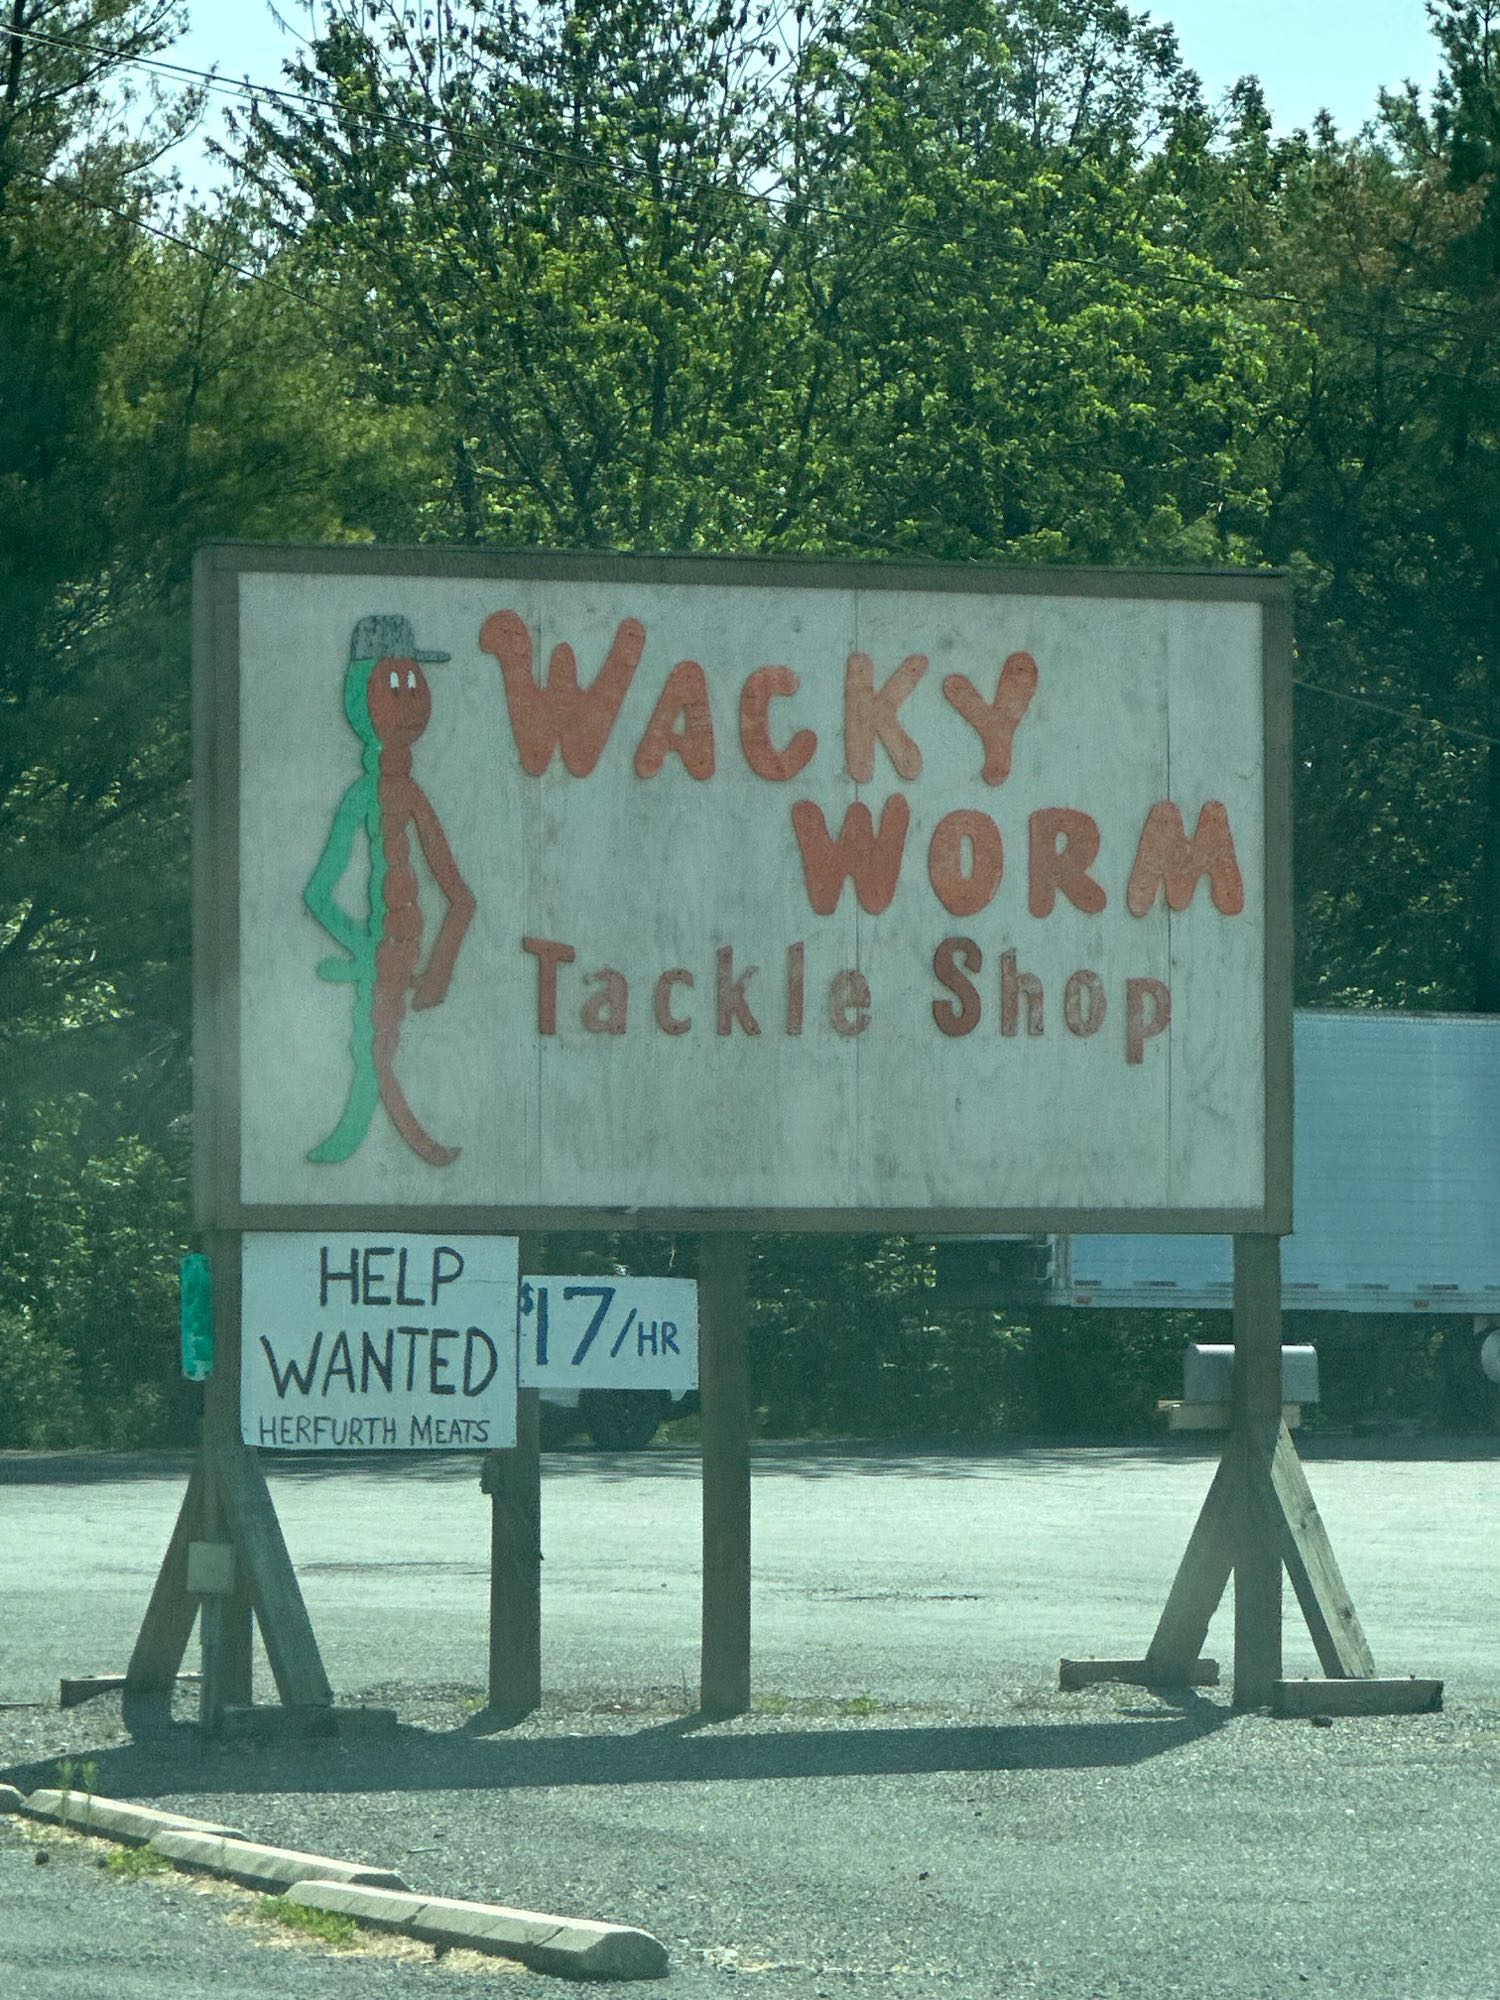 WACKY
WORM
Tackle Shop
HELP
WANTED
HERFURTH MEATS
$17/HR